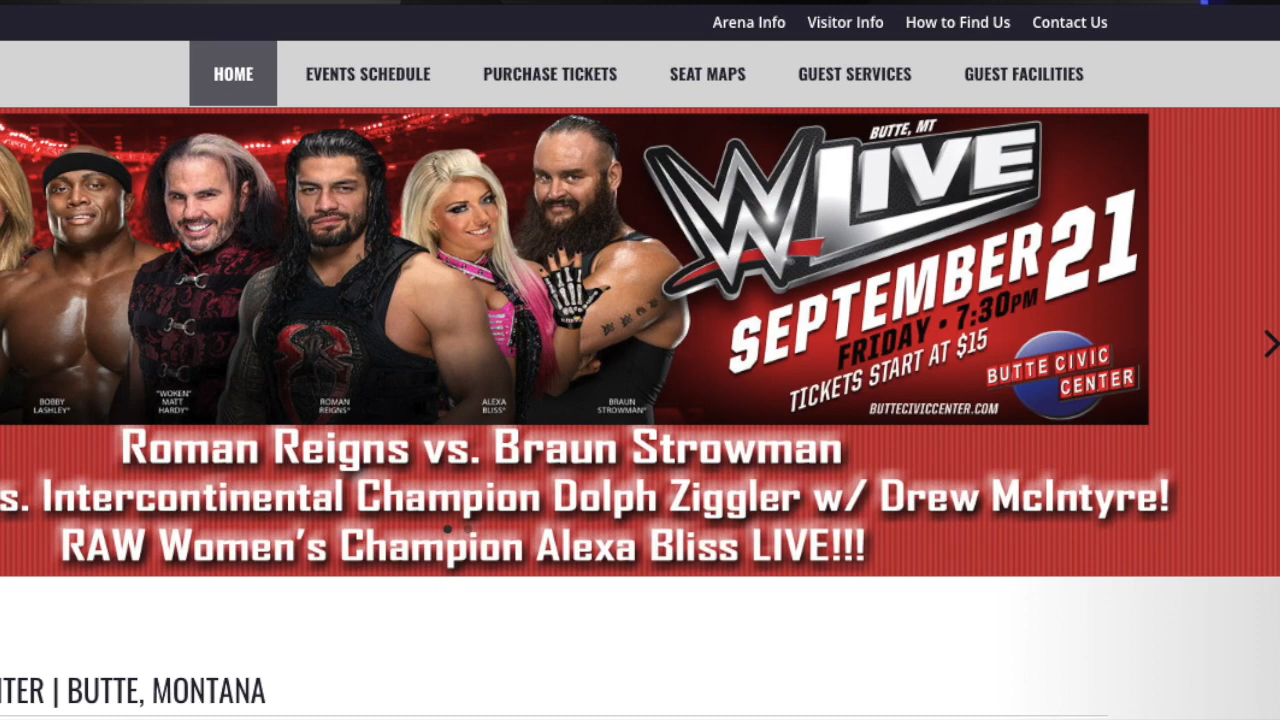 Arena Info Visitor Info How to Find Us Contact Us
HOME EVENTS SCHEDULE PURCHASE TICKETS SEAT MAPS GUEST SERVICES GUEST FACILITIES
BUTTE, MT
W LIVE
SEPTEMBER 21
FRIDAY • 7:30PM
TICKETS START AT $15
BUTTE CIVIC
CENTER
BUTTECIVICCENTER.COM
BOBBY
LASHLEY®
"WOKEN"
MATT
HARDY®
ROMAN
REIGNS®
ALEXA
BLISS®
BRAUN
STROWMAN®
Roman Reigns vs. Braun Strowman
s. Intercontinental Champion Dolph Ziggler w/ Drew McIntyre!
RAW Women's Champion Alexa Bliss LIVE!!!
NTER | BUTTE, MONTANA